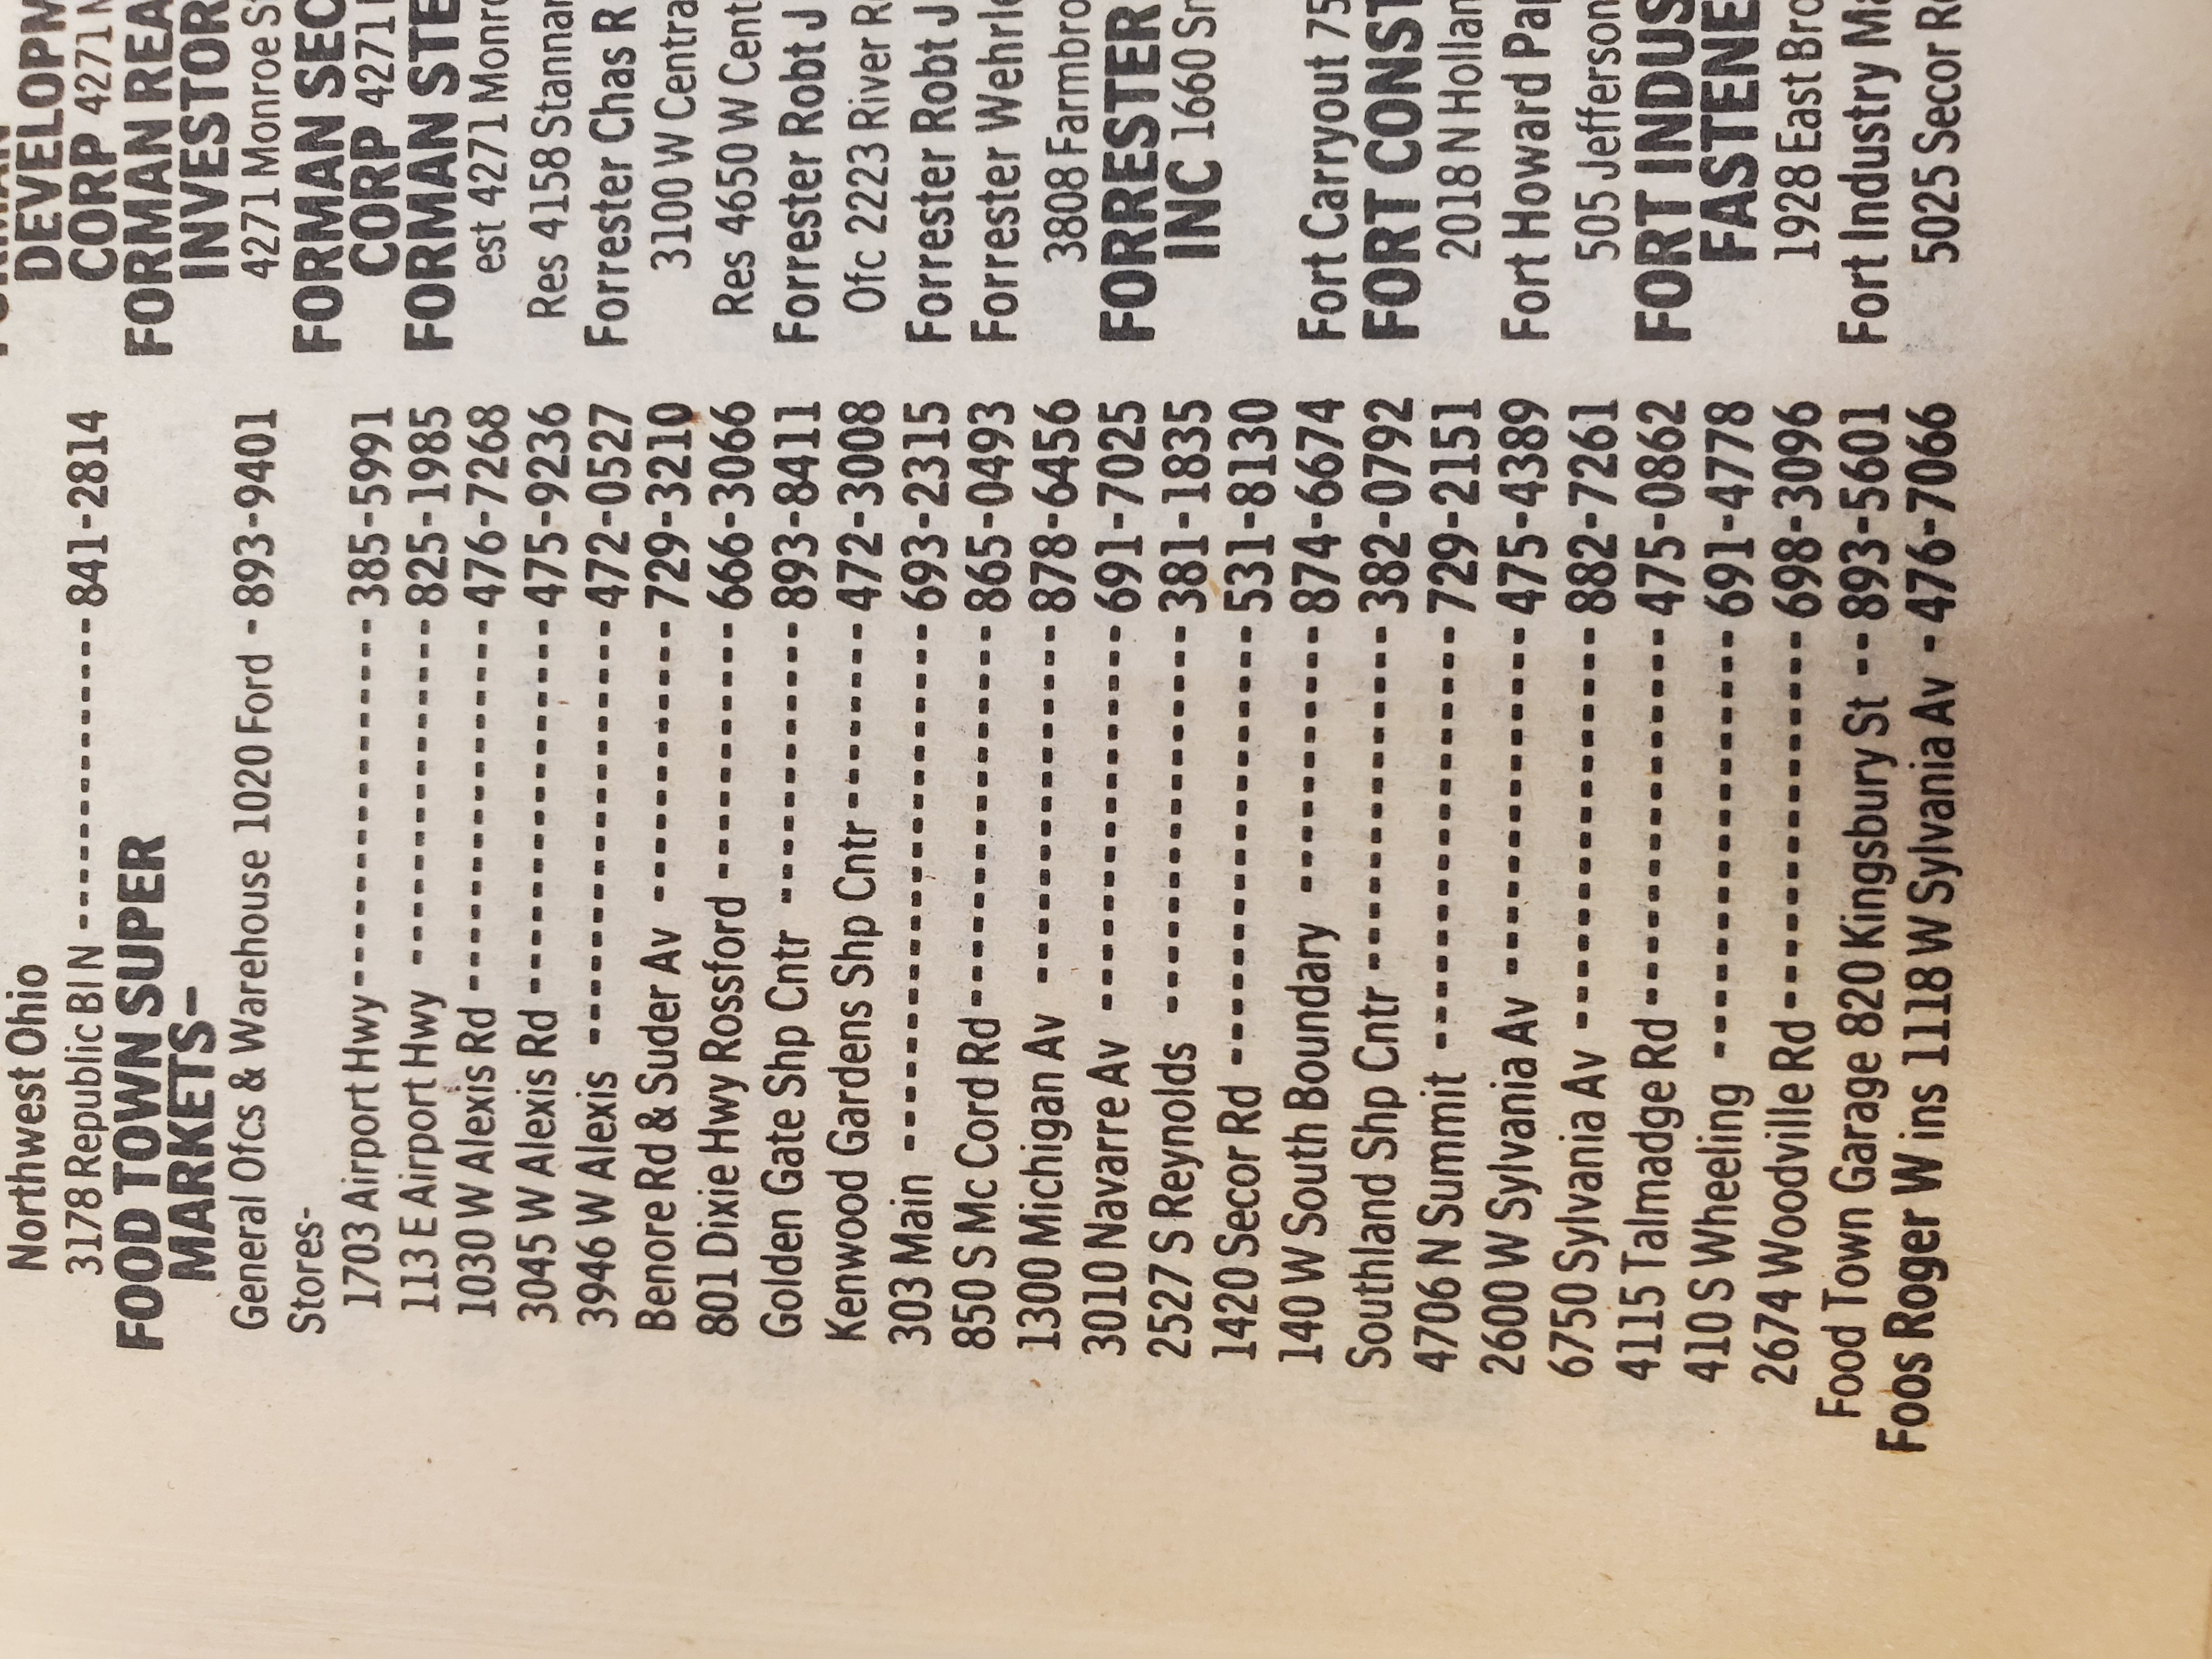 Northwest Ohio
3178 Republic Bl N ---------------- 841-2814
FOOD TOWN SUPER
MARKETS-
General Ofcs & Warehouse 1020 Ford - 893-9401
Stores-
1703 Airport Hwy ------------------- 385-5991
113 E Airport Hwy ------------------ 825-1985
1030 W Alexis Rd ------------------- 476-7268
3045 W Alexis Rd ------------------- 475-9236
3946 W Alexis ---------------------- 472-0527
Benore Rd & Suder Av -------------- 729-3210
801 Dixie Hwy Rossford ------------ 666-3066
Golden Gate Shp Cntr -------------- 893-8411
Kenwood Gardens Shp Cntr --------- 472-3008
303 Main --------------------------- 693-2315
850 S Mc Cord Rd ------------------- 865-0493
1300 Michigan Av ------------------- 878-6456
3010 Navarre Av -------------------- 691-7025
2527 S Reynolds -------------------- 381-1835
1420 Secor Rd ---------------------- 531-8130
140 W South Boundary -------------- 874-6674
Southland Shp Cntr ----------------- 382-0792
4706 N Summit ---------------------- 729-2151
2600 W Sylvania Av ----------------- 475-4389
6750 Sylvania Av ------------------- 882-7261
4115 Talmadge Rd ------------------- 475-0862
410 S Wheeling --------------------- 691-4778
2674 Woodville Rd ------------------ 698-3096
Food Town Garage 820 Kingsbury St -- 893-5601
Foos Roger W ins 1118 W Sylvania Av - 476-7066
DEVELOPM
CORP 4271 M
FORMAN REA
INVESTOR
4271 Monroe S
FORMAN SEC
CORP 4271
FORMAN STE
est 4271 Monro
Res 4158 Stannar
Forrester Chas R
3100 W Centra
Res 4650 W Cent
Forrester Robt J
Ofc 2223 River R
Forrester Robt J
Forrester Wehrle
3808 Farmbro
FORRESTER
INC 1660 Sm
Fort Carryout 75
FORT CONST
2018 N Hollan
Fort Howard Pap
505 Jefferson
FORT INDUS
FASTENE
1928 East Bro
Fort Industry Ma
5025 Secor R